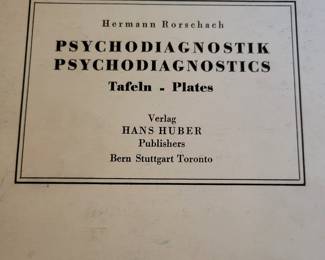 Hermann Rorschach
PSYCHODIAGNOSTIK
PSYCHODIAGNOSTICS
Tafeln - Plates
Verlag
HANS HUBER
Publishers
Bern Stuttgart Toronto